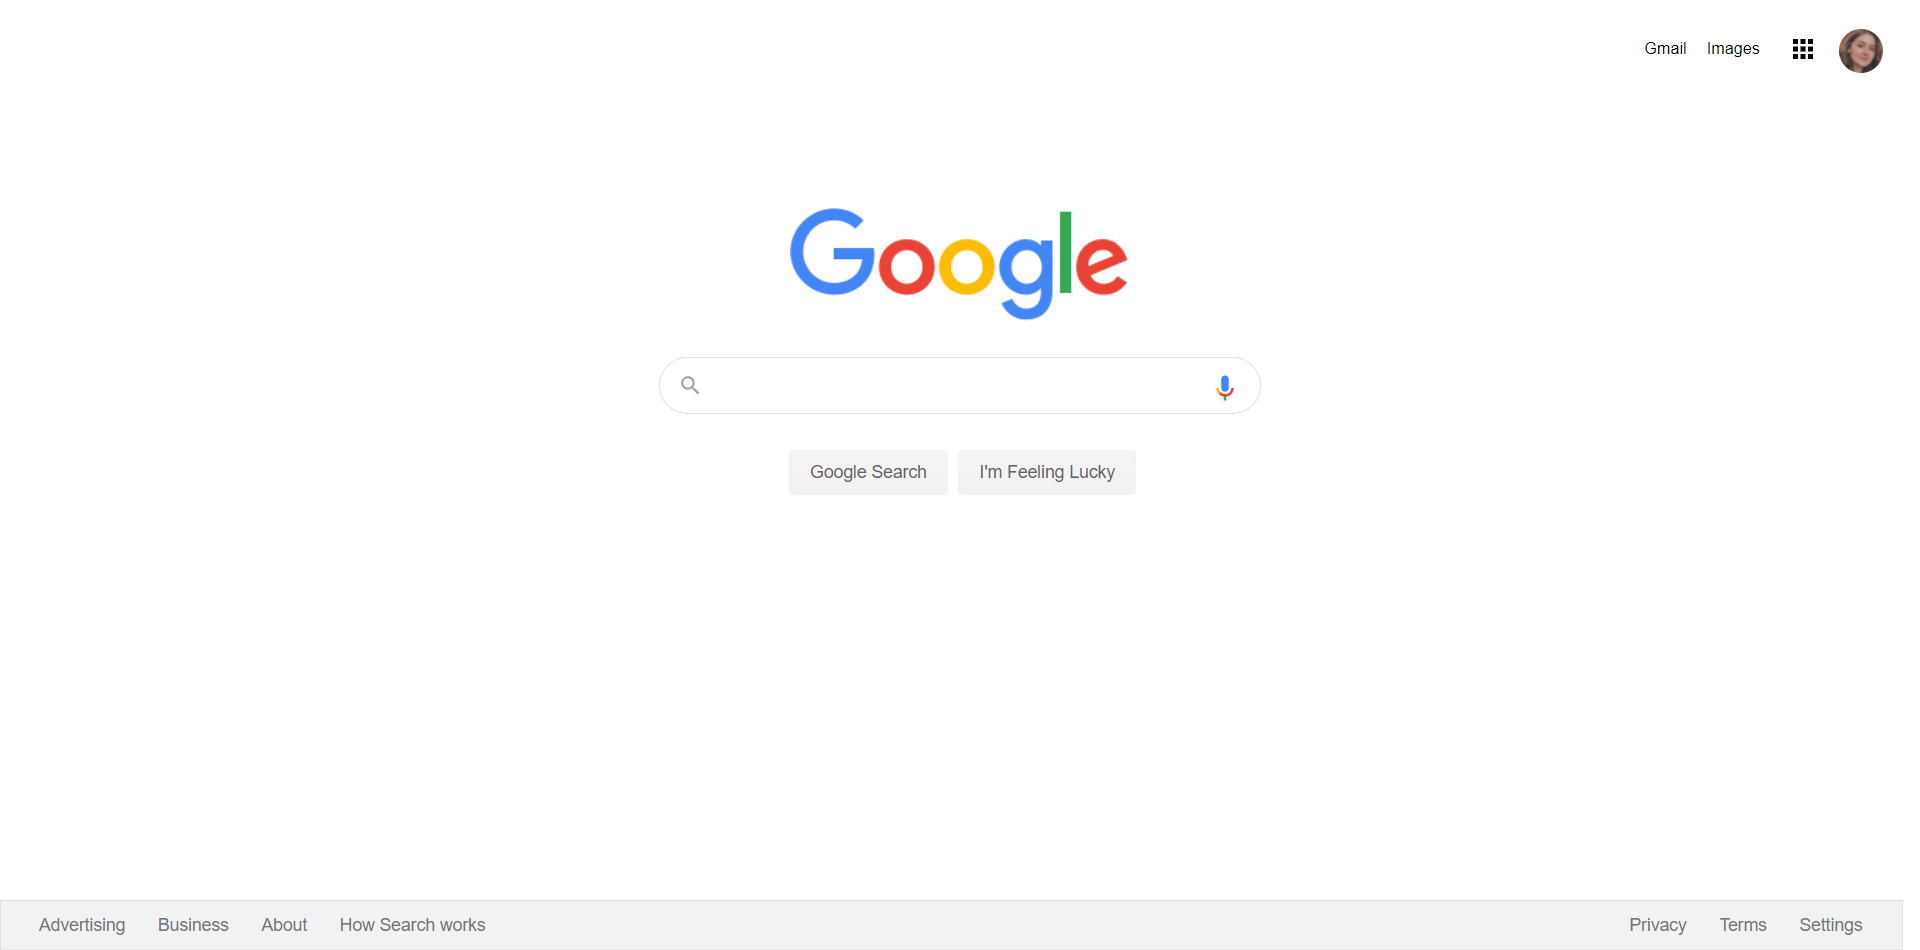 Gmail Images
Google
Google Search I'm Feeling Lucky
Advertising Business About How Search works Privacy Terms Settings